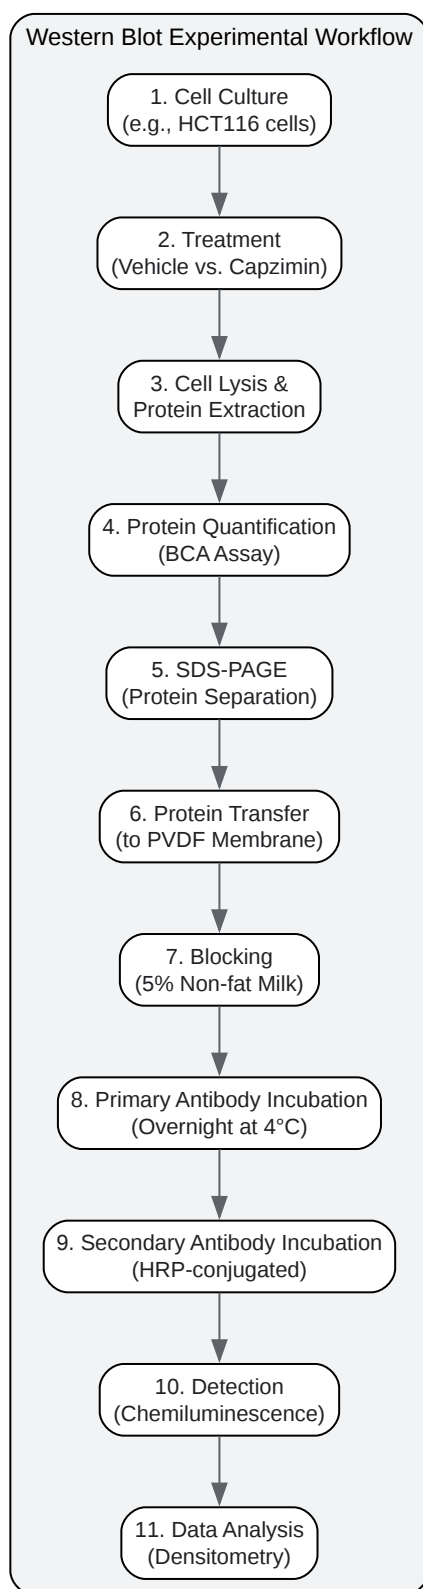 Western Blot Experimental Workflow
1. Cell Culture
(e.g., HCT116 cells)
2. Treatment
(Vehicle vs. Capzimin)
3. Cell Lysis &
Protein Extraction
4. Protein Quantification
(BCA Assay)
5. SDS-PAGE
(Protein Separation)
6. Protein Transfer
(to PVDF Membrane)
7. Blocking
(5% Non-fat Milk)
8. Primary Antibody Incubation
(Overnight at 4°C)
9. Secondary Antibody Incubation
(HRP-conjugated)
10. Detection
(Chemiluminescence)
11. Data Analysis
(Densitometry)